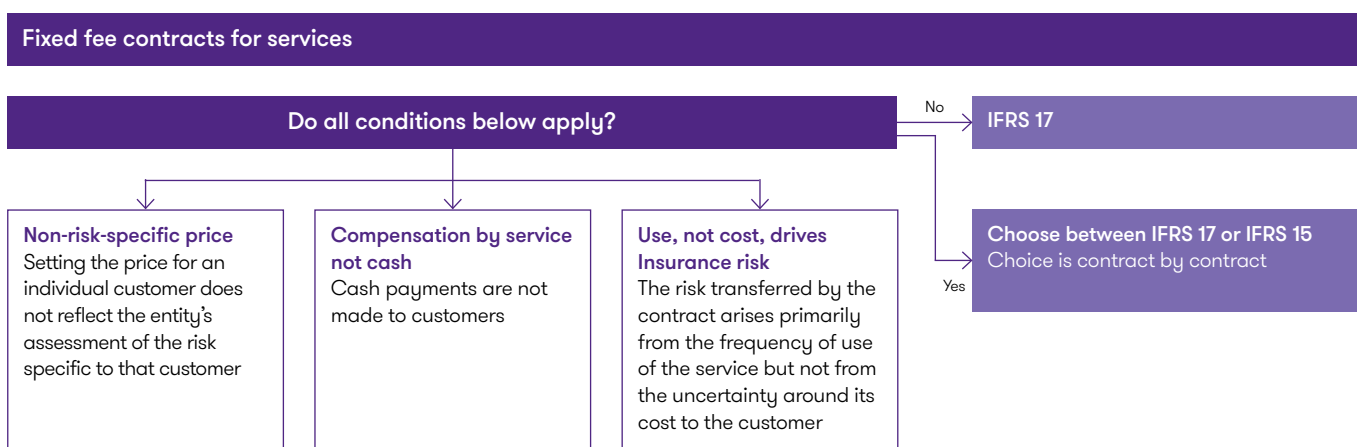 Fixed fee contracts for services
Do all conditions below apply?
No
IFRS 17
Non-risk-specific price
Setting the price for an
individual customer does
not reflect the entity’s
assessment of the risk
specific to that customer
Compensation by service
not cash
Cash payments are not
made to customers
Use, not cost, drives
Insurance risk
The risk transferred by the
contract arises primarily
from the frequency of use
of the service but not from
the uncertainty around its
cost to the customer
Yes
Choose between IFRS 17 or IFRS 15
Choice is contract by contract